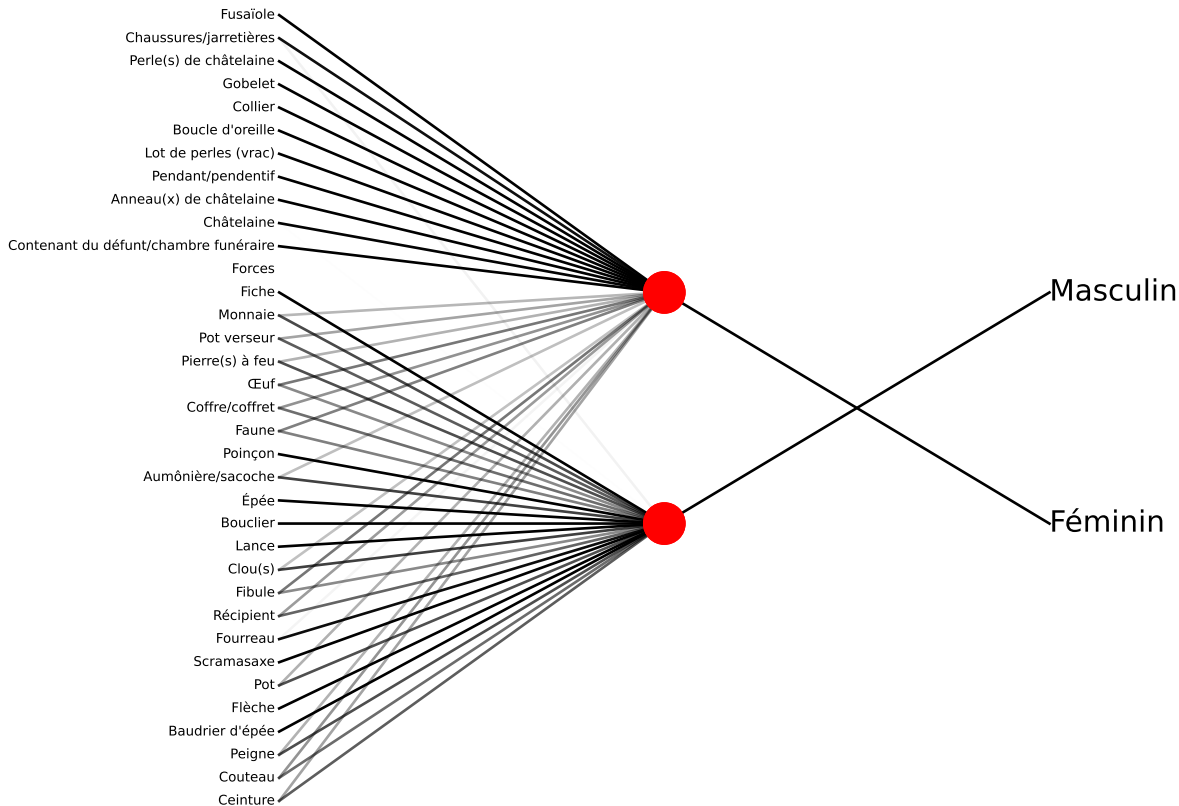 Fusaïole
Chaussures/jarretières
Perle(s) de châtelaine
Gobelet
Collier
Boucle d'oreille
Lot de perles (vrac)
Pendant/pendentif
Anneau(x) de châtelaine
Châtelaine
Contenant du défunt/chambre funéraire
Forces
Fiche
Monnaie
Pot verseur
Pierre(s) à feu
Œuf
Coffre/coffret
Faune
Poinçon
Aumônière/sacoche
Épée
Bouclier
Lance
Clou(s)
Fibule
Récipient
Fourreau
Scramasaxe
Pot
Flèche
Baudrier d'épée
Peigne
Couteau
Ceinture
Masculin
Féminin